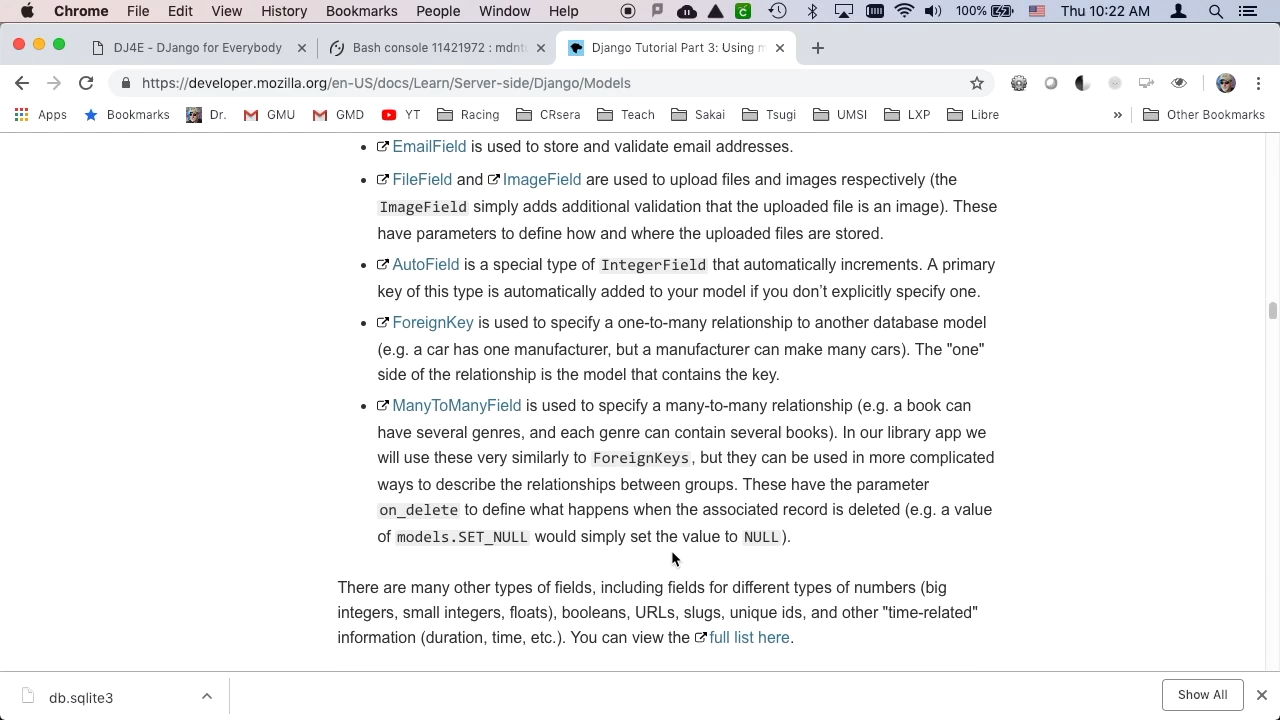 Chrome File Edit View History Bookmarks People Window Help 100% Thu 10:22 AM
DJ4E - DJango for Everybody Bash console 11421972 : mdnt Django Tutorial Part 3: Using m
https://developer.mozilla.org/en-US/docs/Learn/Server-side/Django/Models
Apps Bookmarks Dr. GMU GMD YT Racing CRsera Teach Sakai Tsugi UMSI LXP Libre » Other Bookmarks
• EmailField is used to store and validate email addresses.
• FileField and ImageField are used to upload files and images respectively (the
ImageField simply adds additional validation that the uploaded file is an image). These
have parameters to define how and where the uploaded files are stored.
• AutoField is a special type of IntegerField that automatically increments. A primary
key of this type is automatically added to your model if you don’t explicitly specify one.
• ForeignKey is used to specify a one-to-many relationship to another database model
(e.g. a car has one manufacturer, but a manufacturer can make many cars). The "one"
side of the relationship is the model that contains the key.
• ManyToManyField is used to specify a many-to-many relationship (e.g. a book can
have several genres, and each genre can contain several books). In our library app we
will use these very similarly to ForeignKeys, but they can be used in more complicated
ways to describe the relationships between groups. These have the parameter
on_delete to define what happens when the associated record is deleted (e.g. a value
of models.SET_NULL would simply set the value to NULL).
There are many other types of fields, including fields for different types of numbers (big
integers, small integers, floats), booleans, URLs, slugs, unique ids, and other "time-related"
information (duration, time, etc.). You can view the full list here.
db.sqlite3 Show All